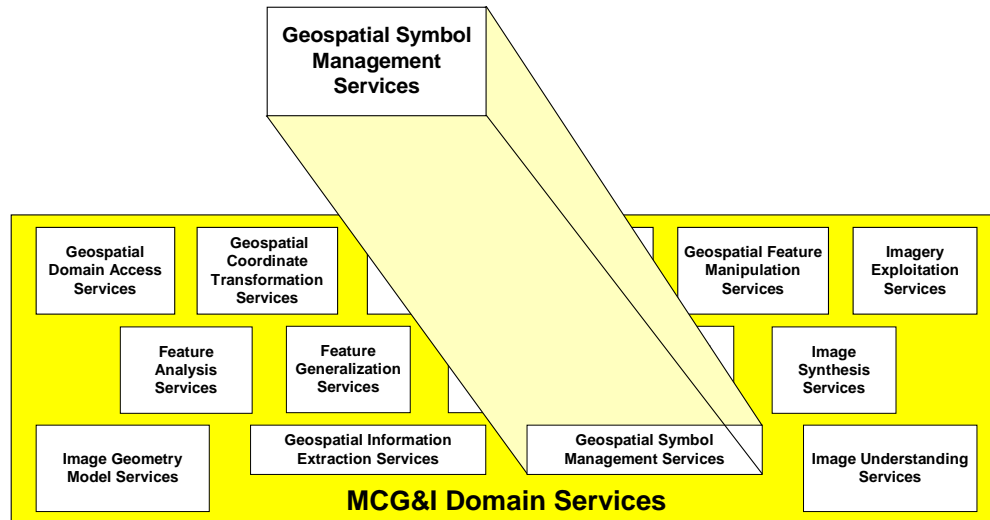 Geospatial Symbol
Management
Services
Geospatial
Domain Access
Services
Geospatial
Coordinate
Transformation
Services
Geospatial Feature
Manipulation
Services
Imagery
Exploitation
Services
Feature
Analysis
Services
Feature
Generalization
Services
Image
Synthesis
Services
Image Geometry
Model Services
Geospatial Information
Extraction Services
Geospatial Symbol
Management Services
Image Understanding
Services
MCG&I Domain Services